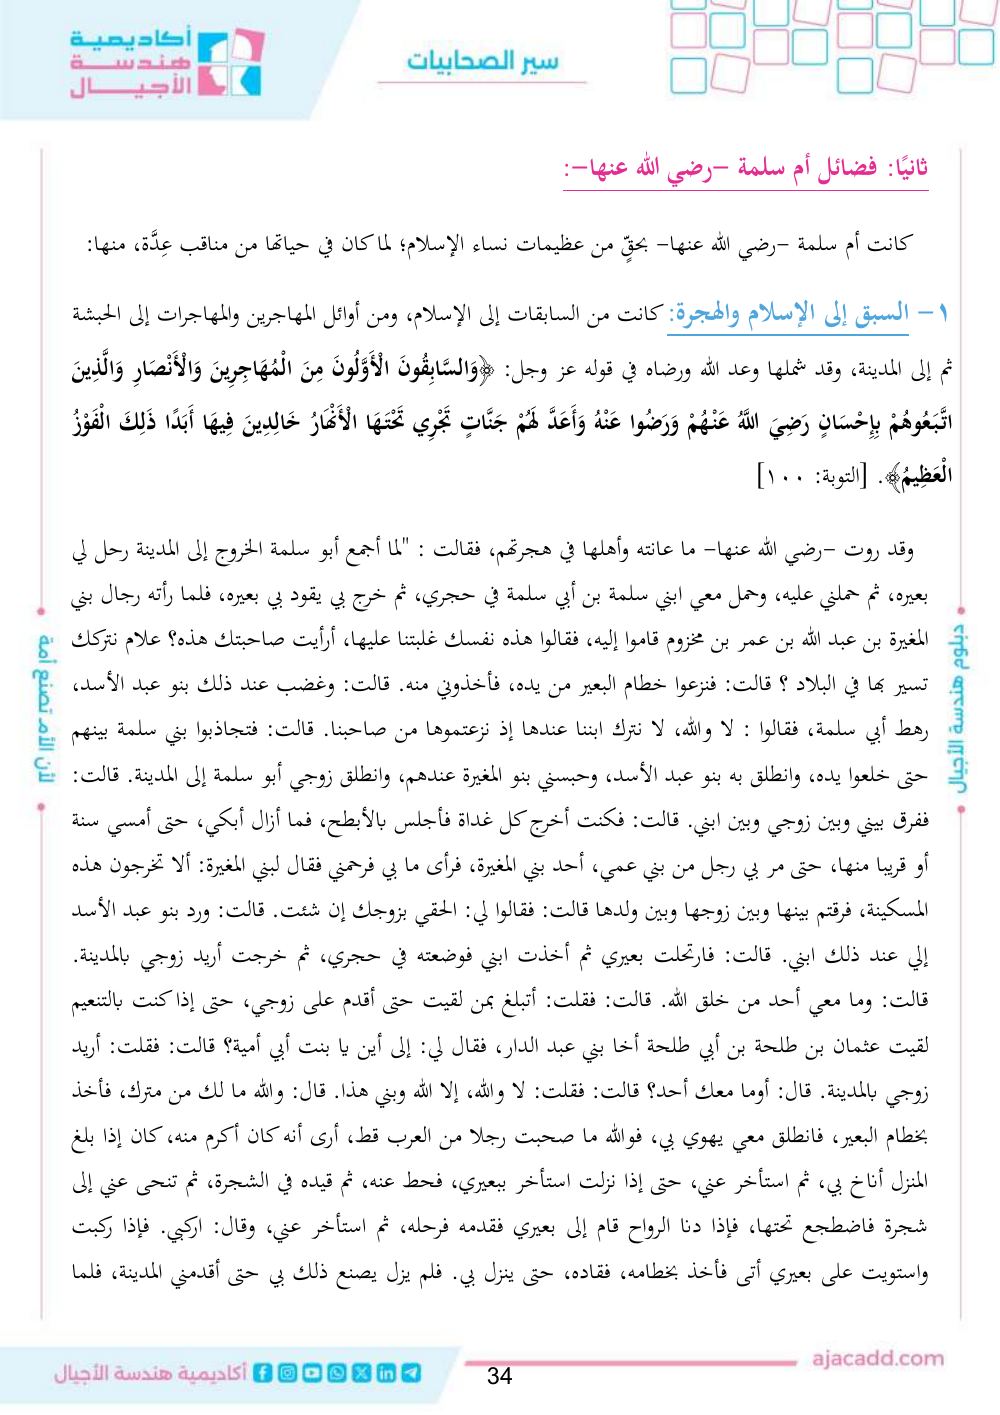 أكاديمية
هندسة
الأجيال
سير الصحابيات
ثانيًا: فضائل أم سلمة -رضي الله عنها-:
كانت أم سلمة -رضي الله عنها- بحقٍّ من عظيمات نساء الإسلام؛ لما كان في حياتها من مناقب عِدَّة، منها:
١- السبق إلى الإسلام والهجرة: كانت من السابقات إلى الإسلام، ومن أوائل المهاجرين والمهاجرات إلى الحبشة
ثم إلى المدينة، وقد شملها وعد الله ورضاه في قوله عز وجل: ﴿وَالسَّابِقُونَ الْأَوَّلُونَ مِنَ الْمُهَاجِرِينَ وَالْأَنْصَارِ وَالَّذِينَ
اتَّبَعُوهُمْ بِإِحْسَانٍ رَضِيَ اللَّهُ عَنْهُمْ وَرَضُوا عَنْهُ وَأَعَدَّ لَهُمْ جَنَّاتٍ تَجْرِي تَحْتَهَا الْأَنْهَارُ خَالِدِينَ فِيهَا أَبَدًا ذَلِكَ الْفَوْزُ
الْعَظِيمُ﴾. [التوبة: ١٠٠]
وقد روت -رضي الله عنها- ما عانته وأهلها في هجرتهم، فقالت : "لما أجمع أبو سلمة الخروج إلى المدينة رحل لي
بعيره، ثم حملني عليه، وحمل معي ابني سلمة بن أبي سلمة في حجري، ثم خرج بي يقود بي بعيره، فلما رأته رجال بني
المغيرة بن عبد الله بن عمر بن مخزوم قاموا إليه، فقالوا هذه نفسك غلبتنا عليها، أرأيت صاحبتك هذه؟ علام نتركك
تسير بها في البلاد ؟ قالت: فنزعوا خطام البعير من يده، فأخذوني منه. قالت: وغضب عند ذلك بنو عبد الأسد،
رهط أبي سلمة، فقالوا : لا والله، لا نترك ابننا عندها إذ نزعتموها من صاحبنا. قالت: فتجاذبوا بني سلمة بينهم
حتى خلعوا يده، وانطلق به بنو عبد الأسد، وحبسني بنو المغيرة عندهم، وانطلق زوجي أبو سلمة إلى المدينة. قالت:
ففرق بيني وبين زوجي وبين ابني. قالت: فكنت أخرج كل غداة فأجلس بالأبطح، فما أزال أبكي، حتى أمسي سنة
أو قريبا منها، حتى مر بي رجل من بني عمي، أحد بني المغيرة، فرأى ما بي فرحمني فقال لبني المغيرة: ألا تخرجون هذه
المسكينة، فرقتم بينها وبين زوجها وبين ولدها قالت: فقالوا لي: الحقي بزوجك إن شئت. قالت: ورد بنو عبد الأسد
إلي عند ذلك ابني. قالت: فارتحلت بعيري ثم أخذت ابني فوضعته في حجري، ثم خرجت أريد زوجي بالمدينة.
قالت: وما معي أحد من خلق الله. قالت: فقلت: أتبلغ بمن لقيت حتى أقدم على زوجي، حتى إذا كنت بالتنعيم
لقيت عثمان بن طلحة بن أبي طلحة أخا بني عبد الدار، فقال لي: إلى أين يا بنت أبي أمية؟ قالت: فقلت: أريد
زوجي بالمدينة. قال: أوما معك أحد؟ قالت: فقلت: لا والله، إلا الله وبني هذا. قال: والله ما لك من مترك، فأخذ
بخطام البعير، فانطلق معي يهوي بي، فوالله ما صحبت رجلا من العرب قط، أرى أنه كان أكرم منه، كان إذا بلغ
المنزل أناخ بي، ثم استأخر عني، حتى إذا نزلت استأخر ببعيري، فحط عنه، ثم قيده في الشجرة، ثم تنحى عني إلى
شجرة فاضطجع تحتها، فإذا دنا الرواح قام إلى بعيري فقدمه فرحله، ثم استأخر عني، وقال: اركبي. فإذا ركبت
واستويت على بعيري أتى فأخذ بخطامه، فقاده، حتى ينزل بي. فلم يزل يصنع ذلك بي حتى أقدمني المدينة، فلما
دبلوم هندسة الأجيال
لأن الأم تصنع أمة
أكاديمية هندسة الأجيال
34
ajacadd.com